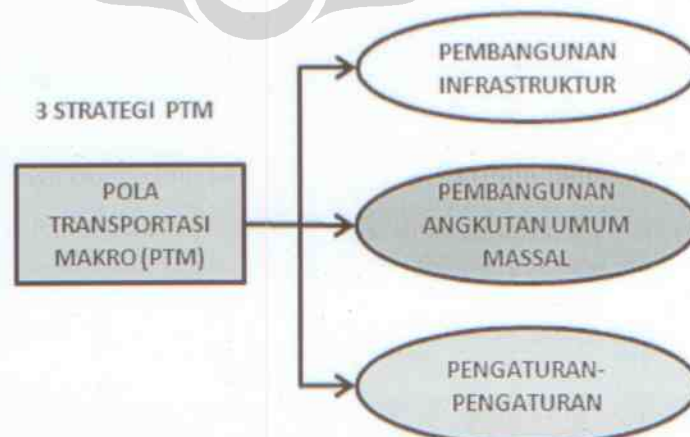 3 STRATEGI PTM
POLA
TRANSPORTASI
MAKRO (PTM)
PEMBANGUNAN
INFRASTRUKTUR
PEMBANGUNAN
ANGKUTAN UMUM
MASSAL
PENGATURAN-
PENGATURAN